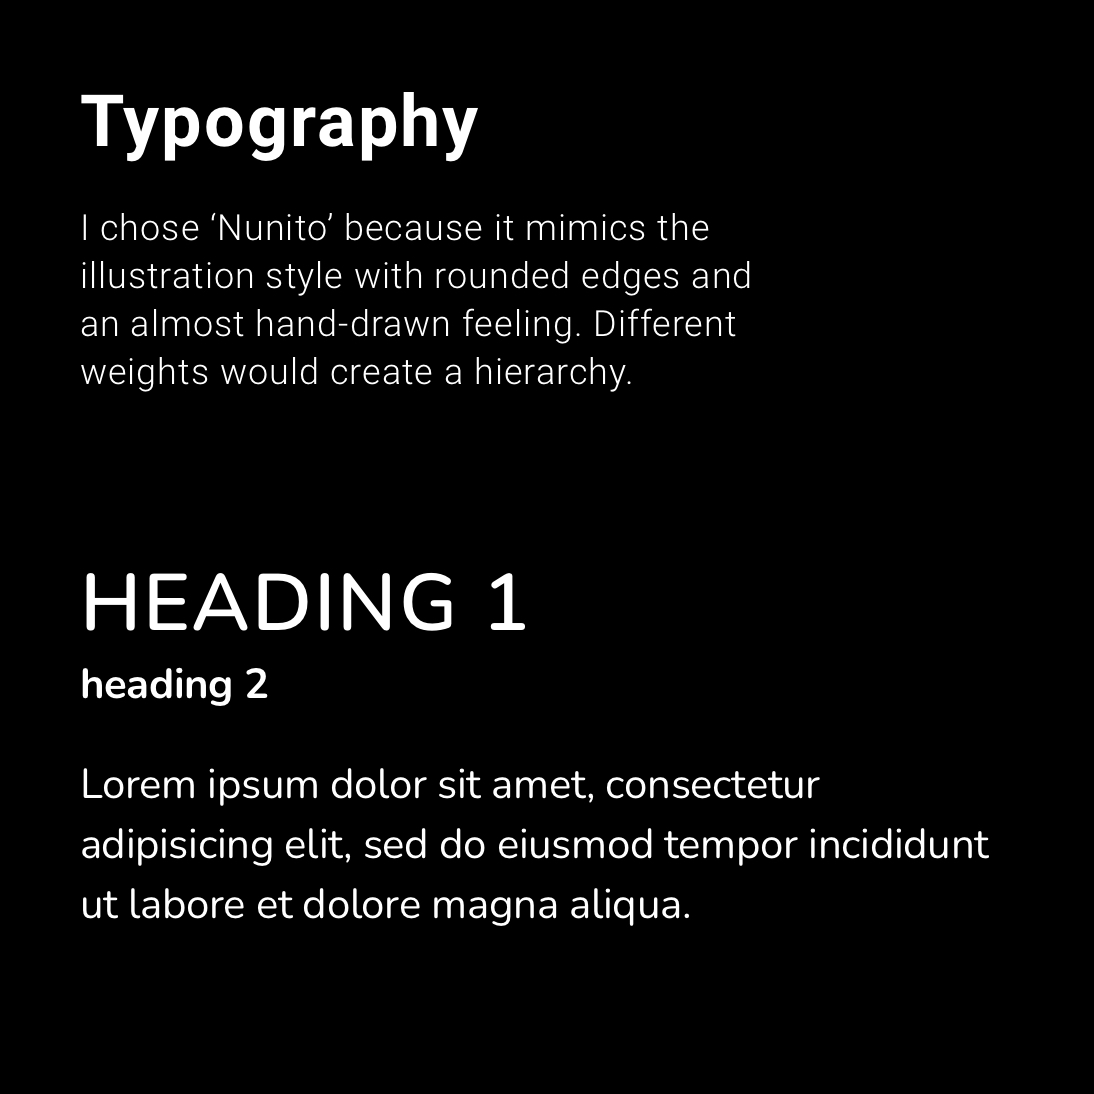 Typography
I chose ‘Nunito’ because it mimics the
illustration style with rounded edges and
an almost hand-drawn feeling. Different
weights would create a hierarchy.
HEADING 1
heading 2
Lorem ipsum dolor sit amet, consectetur
adipisicing elit, sed do eiusmod tempor incididunt
ut labore et dolore magna aliqua.